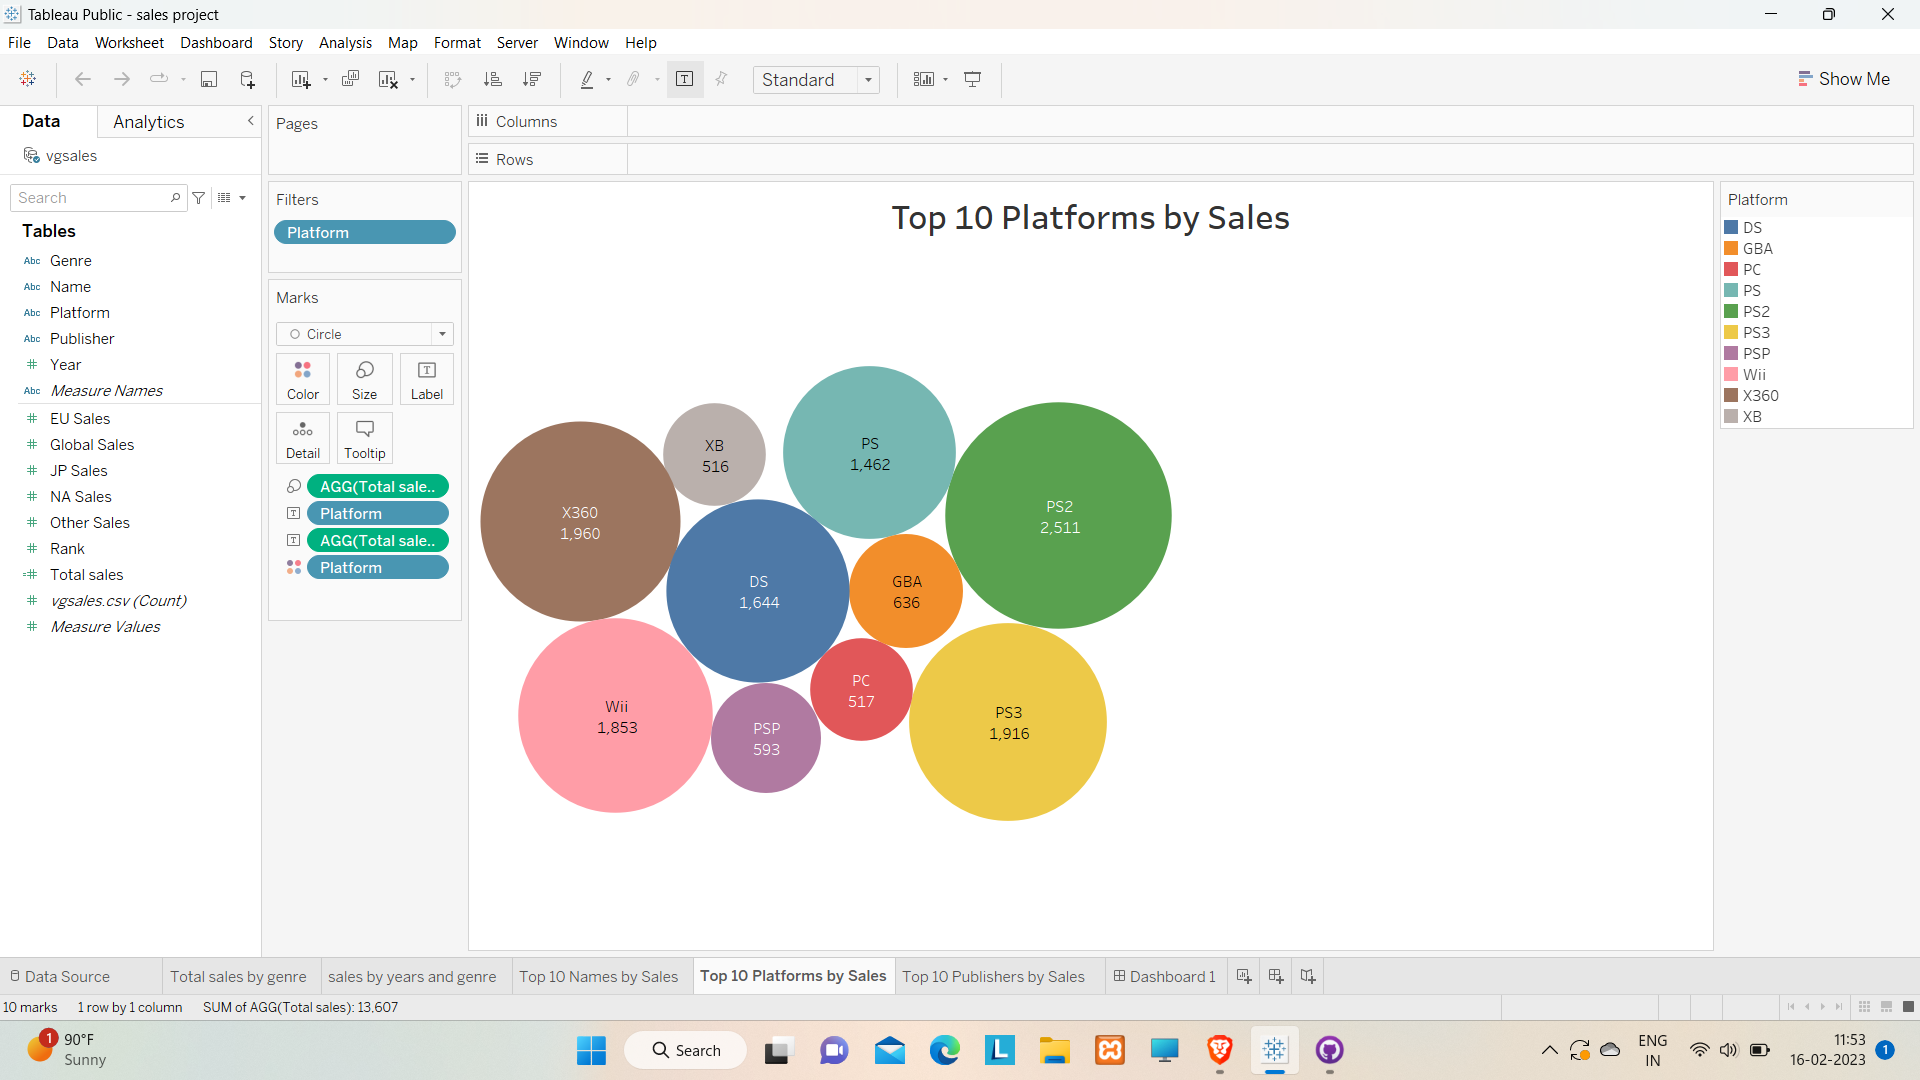 Tableau Public - sales project
File Data Worksheet Dashboard Story Analysis Map Format Server Window Help
Standard
Show Me
Data Analytics
vgsales
Search
Tables
Abc Genre
Abc Name
Abc Platform
Abc Publisher
# Year
Abc Measure Names
# EU Sales
# Global Sales
# JP Sales
# NA Sales
# Other Sales
# Rank
=# Total sales
# vgsales.csv (Count)
# Measure Values
Pages
Filters
Platform
Marks
Circle
Color Size Label
Detail Tooltip
AGG(Total sale..
Platform
AGG(Total sale..
Platform
Columns
Rows
Top 10 Platforms by Sales
X360
1,960
XB
516
PS
1,462
PS2
2,511
DS
1,644
GBA
636
Wii
1,853
PSP
593
PC
517
PS3
1,916
Platform
DS
GBA
PC
PS
PS2
PS3
PSP
Wii
X360
XB
Data Source Total sales by genre sales by years and genre Top 10 Names by Sales Top 10 Platforms by Sales Top 10 Publishers by Sales Dashboard 1
10 marks 1 row by 1 column SUM of AGG(Total sales): 13,607
1
90°F
Sunny
Search
L
ENG
IN
11:53
16-02-2023
1